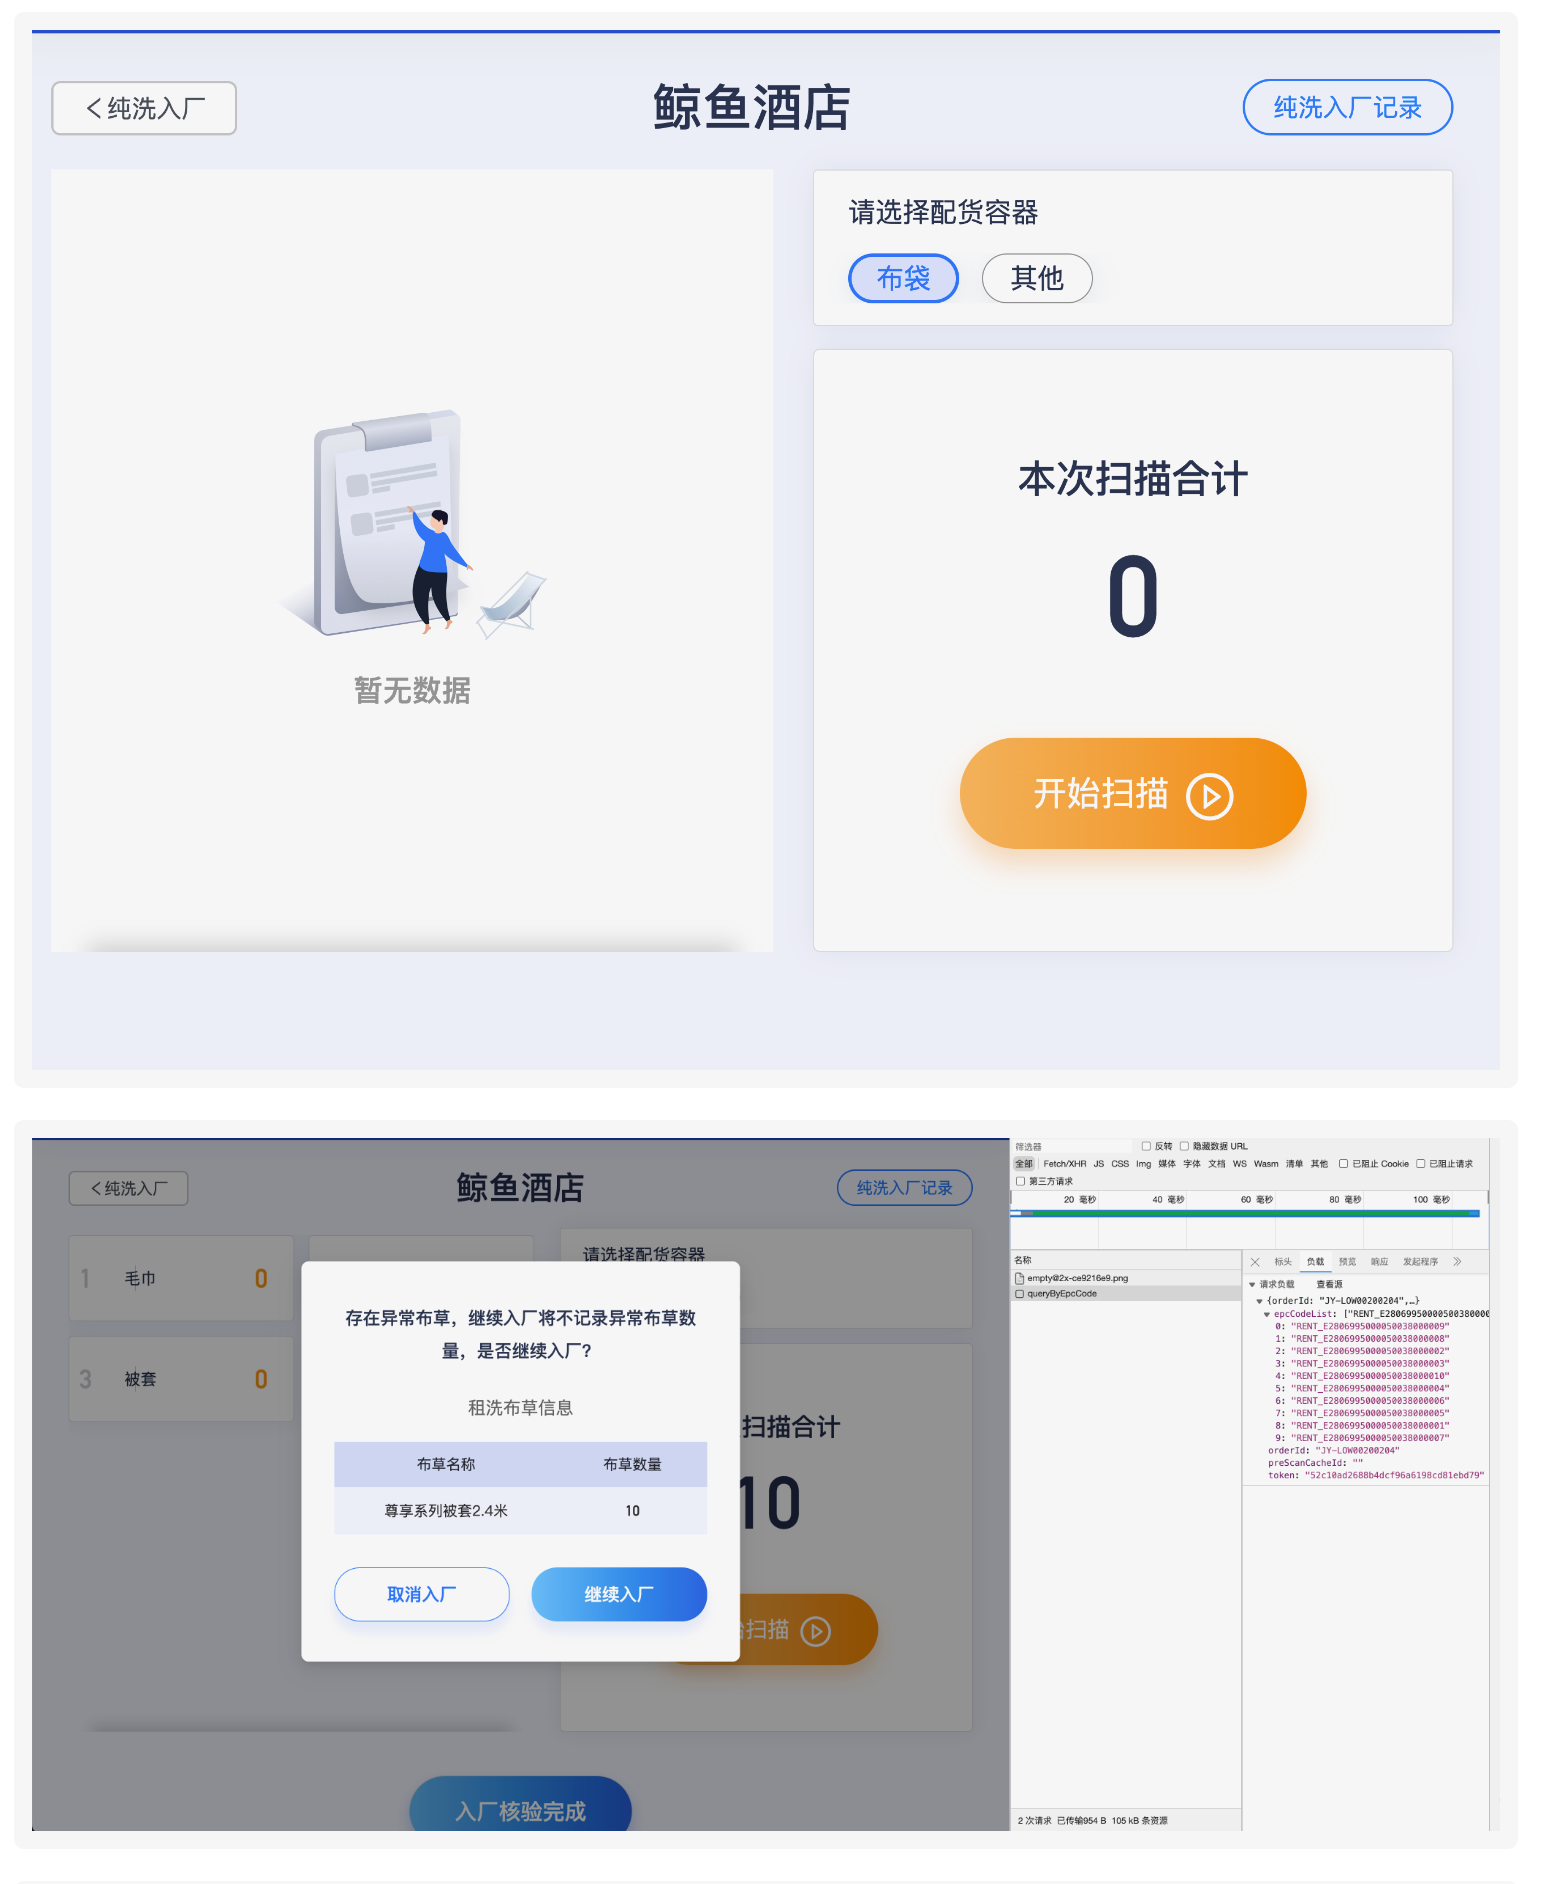 纯洗入厂
鲸鱼酒店
纯洗入厂记录
请选择配货容器
布袋
其他
暂无数据
本次扫描合计
0
开始扫描
纯洗入厂
鲸鱼酒店
纯洗入厂记录
1 毛巾 0
3 被套 0
请选择配货容器
扫描合计
10
扫描
入厂核验完成
存在异常布草，继续入厂将不记录异常布草数
量，是否继续入厂？
租洗布草信息
布草名称 布草数量
尊享系列被套2.4米 10
取消入厂
继续入厂
筛选器 反转 隐藏数据 URL
全部 Fetch/XHR JS CSS Img 媒体 字体 文档 WS Wasm 清单 其他 已阻止 Cookie 已阻止请求
第三方请求
20 毫秒 40 毫秒 60 毫秒 80 毫秒 100 毫秒
名称
empty@2x-ce9216e9.png
queryByEpcCode
标头 负载 预览 响应 发起程序
请求负载 查看源
{orderId: "JY-LOW00200204",…}
epcCodeList: ["RENT_E2806995000050038000
0: "RENT_E2806995000050038000009"
1: "RENT_E2806995000050038000008"
2: "RENT_E2806995000050038000002"
3: "RENT_E2806995000050038000003"
4: "RENT_E2806995000050038000010"
5: "RENT_E2806995000050038000004"
6: "RENT_E2806995000050038000006"
7: "RENT_E2806995000050038000005"
8: "RENT_E2806995000050038000001"
9: "RENT_E2806995000050038000007"
orderId: "JY-LOW00200204"
preScanCacheId: ""
token: "52c10ad2688b4dcf96a6198cd81ebd79"
2 次请求 已传输954 B 105 kB 条资源